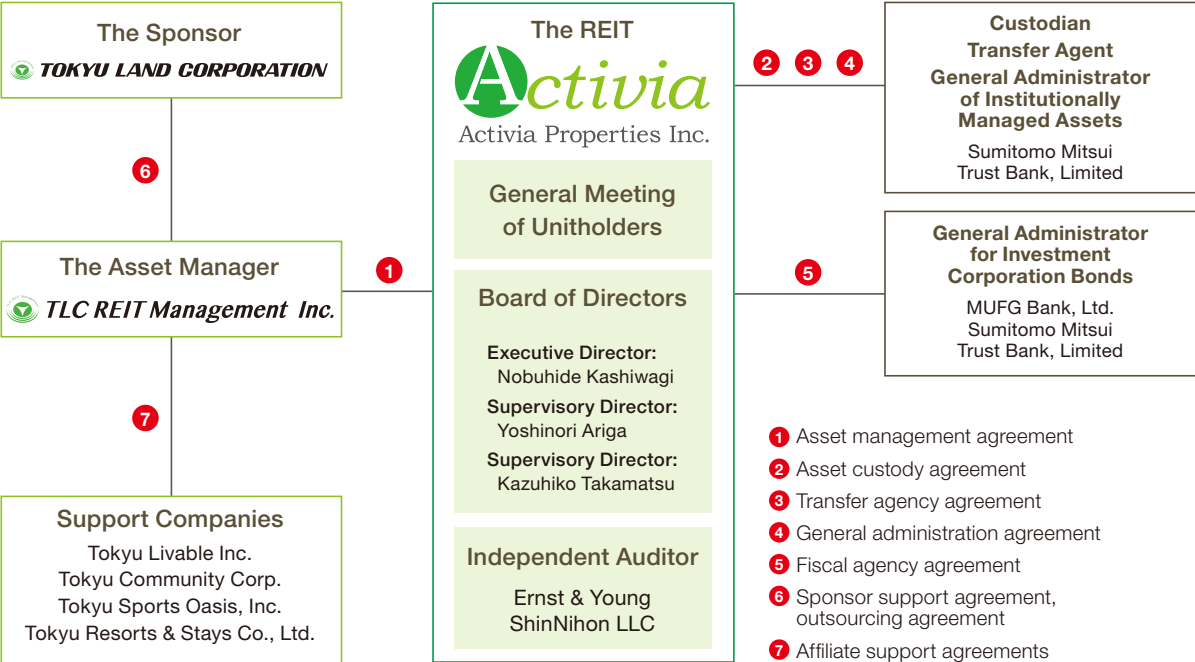 The Sponsor
TOKYU LAND CORPORATION
6
The Asset Manager
TLC REIT Management Inc.
1
7
Support Companies
Tokyu Livable Inc.
Tokyu Community Corp.
Tokyu Sports Oasis, Inc.
Tokyu Resorts & Stays Co., Ltd.
The REIT
Activia
Activia Properties Inc.
General Meeting
of Unitholders
Board of Directors
Executive Director:
Nobuhide Kashiwagi
Supervisory Director:
Yoshinori Ariga
Supervisory Director:
Kazuhiko Takamatsu
Independent Auditor
Ernst & Young
ShinNihon LLC
2 3 4
Custodian
Transfer Agent
General Administrator
of Institutionally
Managed Assets
Sumitomo Mitsui
Trust Bank, Limited
5
General Administrator
for Investment
Corporation Bonds
MUFG Bank, Ltd.
Sumitomo Mitsui
Trust Bank, Limited
1 Asset management agreement
2 Asset custody agreement
3 Transfer agency agreement
4 General administration agreement
5 Fiscal agency agreement
6 Sponsor support agreement,
outsourcing agreement
7 Affiliate support agreements